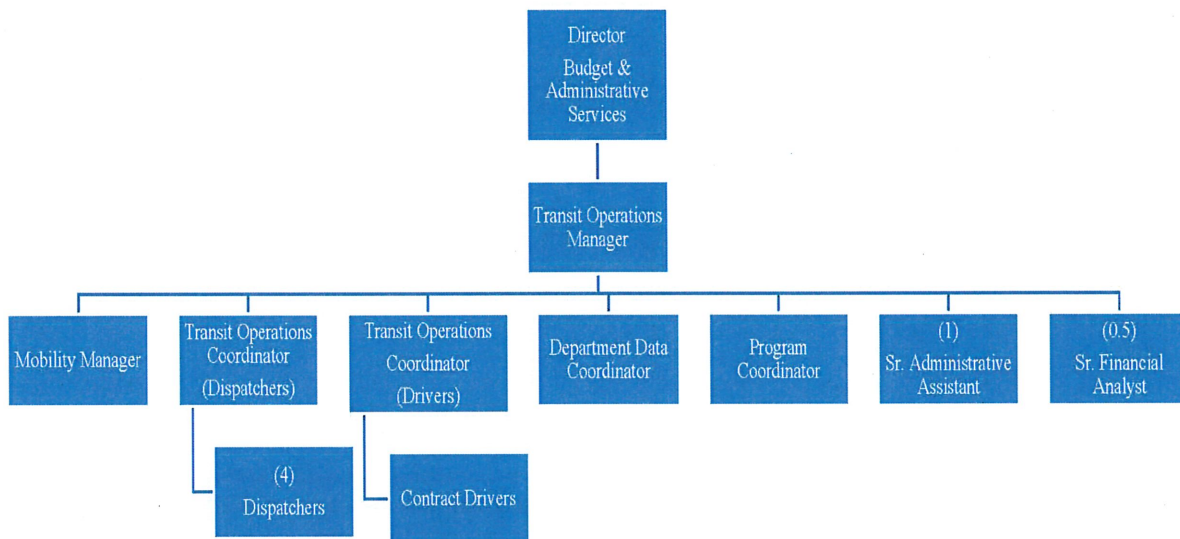 Director
Budget &
Administrative
Services
Transit Operations
Manager
Mobility Manager
Transit Operations
Coordinator
(Dispatchers)
Transit Operations
Coordinator
(Drivers)
Department Data
Coordinator
Program
Coordinator
(1)
Sr. Administrative
Assistant
(0.5)
Sr. Financial
Analyst
(4)
Dispatchers
Contract Drivers